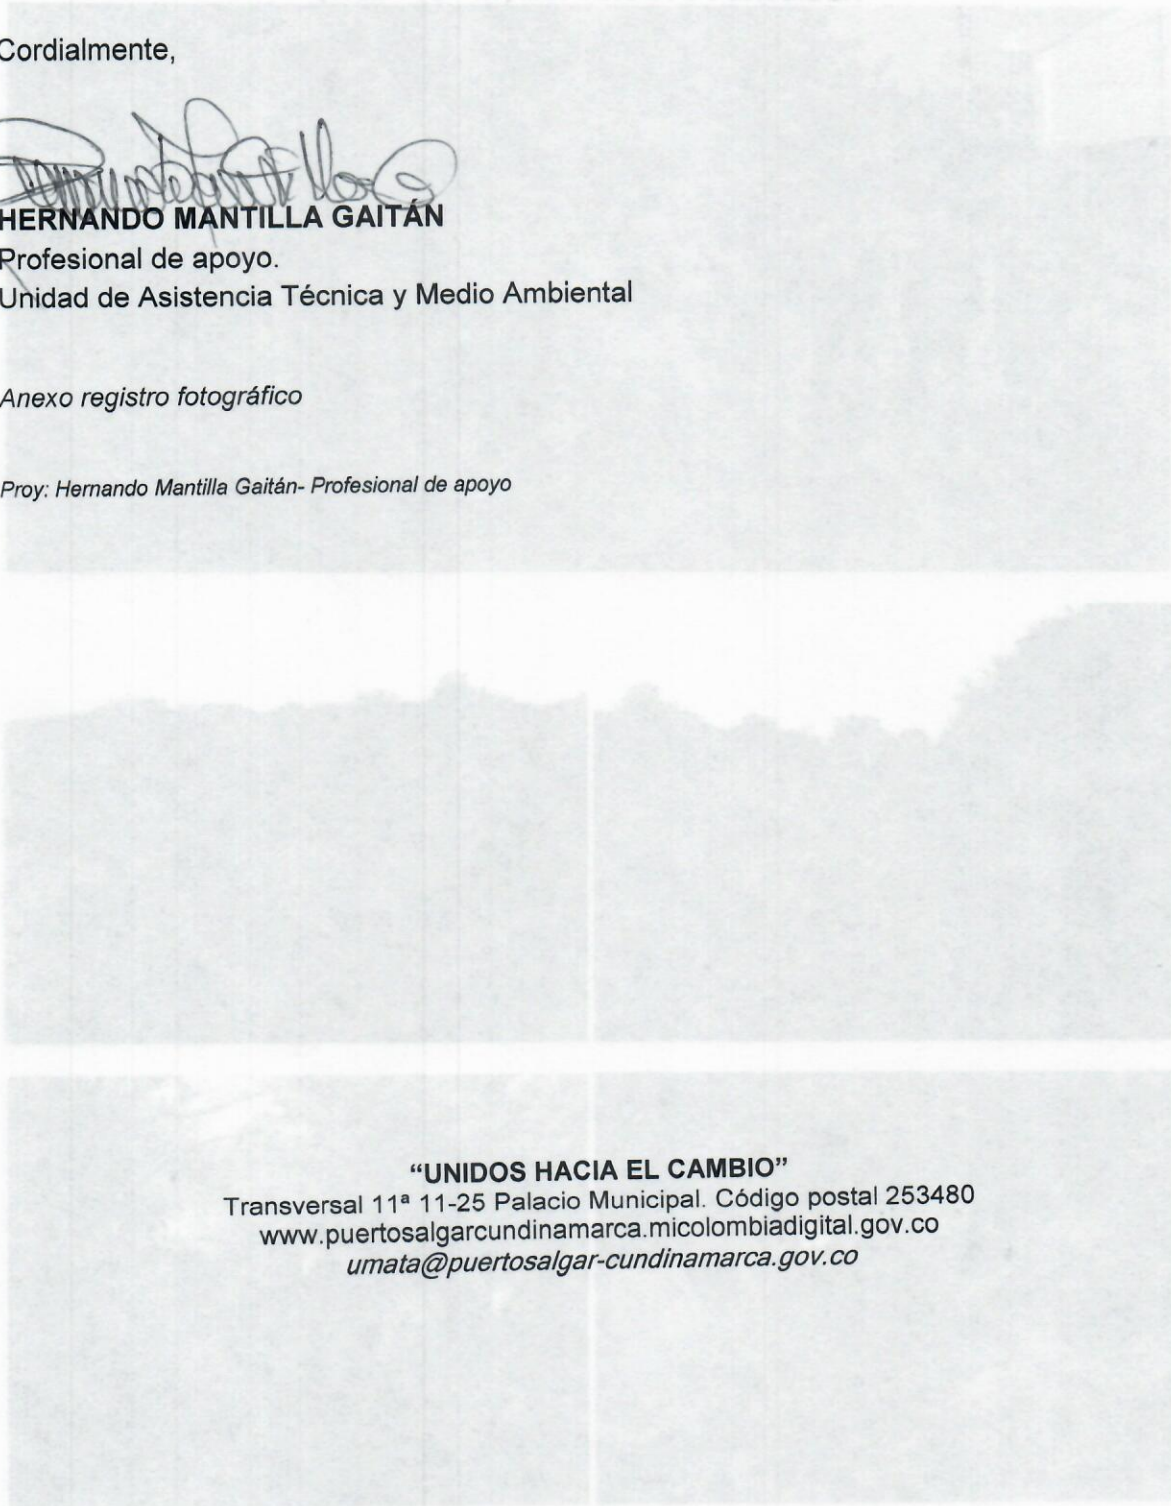 Cordialmente,
HERNANDO MANTILLA GAITÁN
Profesional de apoyo.
Unidad de Asistencia Técnica y Medio Ambiental
Anexo registro fotográfico
Proy: Hernando Mantilla Gaitán- Profesional de apoyo
“UNIDOS HACIA EL CAMBIO”
Transversal 11ª 11-25 Palacio Municipal. Código postal 253480
www.puertosalgarcundinamarca.micolombiadigital.gov.co
umata@puertosalgar-cundinamarca.gov.co